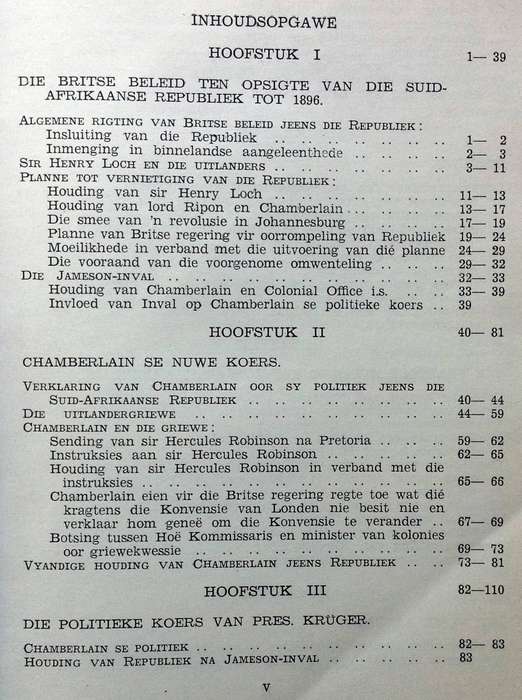 INHOUDSOPGAWE
HOOFSTUK I 1— 39
DIE BRITSE BELEID TEN OPSIGTE VAN DIE SUID-
AFRIKAANSE REPUBLIEK TOT 1896.
ALGEMENE RIGTING VAN BRITSE BELEID JEENS DIE REPUBLIEK:
Insluiting van die Republiek .. .. .. .. .. .. 1— 2
Inmenging in binnelandse aangeleenthede .. .. .. 2— 3
SIR HENRY LOCH EN DIE UITLANDERS .. .. .. .. .. 3— 11
PLANNE TOT VERNIETIGING VAN DIE REPUBLIEK:
Houding van sir Henry Loch .. .. .. .. .. .. 11— 13
Houding van lord Ripon en Chamberlain .. .. .. .. 13— 17
Die smee van 'n revolusie in Johannesburg .. .. .. 17— 19
Planne van Britse regering vir oorrompeling van Republiek 19— 24
Moeilikhede in verband met die uitvoering van dié planne 24— 29
Die vooraand van die voorgenome omwenteling .. .. 29— 32
DIE JAMESON-INVAL .. .. .. .. .. .. .. .. 32— 33
Houding van Chamberlain en Colonial Office i.s. .. .. 33— 39
Invloed van Inval op Chamberlain se politieke koers .. 39
HOOFSTUK II 40— 81
CHAMBERLAIN SE NUWE KOERS.
VERKLARING VAN CHAMBERLAIN OOR SY POLITIEK JEENS DIE
SUID-AFRIKAANSE REPUBLIEK .. .. .. .. .. .. 40— 44
DIE UITLANDERGRIEWE .. .. .. .. .. .. .. 44— 59
CHAMBERLAIN EN DIE GRIEWE:
Sending van sir Hercules Robinson na Pretoria .. .. .. 59— 62
Instruksies aan sir Hercules Robinson .. .. .. .. 62— 65
Houding van sir Hercules Robinson in verband met die
instruksies .. .. .. .. .. .. .. .. .. 65— 66
Chamberlain eien vir die Britse regering regte toe wat dié
kragtens die Konvensie van Londen nie besit nie en
verklaar hom geneë om die Konvensie te verander .. 67— 69
Botsing tussen Hoë Kommissaris en minister van kolonies
oor griewekwessie .. .. .. .. .. .. .. 69— 73
VYANDIGE HOUDING VAN CHAMBERLAIN JEENS REPUBLIEK .. .. 73— 81
HOOFSTUK III 82—110
DIE POLITIEKE KOERS VAN PRES. KRÜGER.
CHAMBERLAIN SE POLITIEK .. .. .. .. .. .. .. 82— 83
HOUDING VAN REPUBLIEK NA JAMESON-INVAL .. .. .. .. 83
V